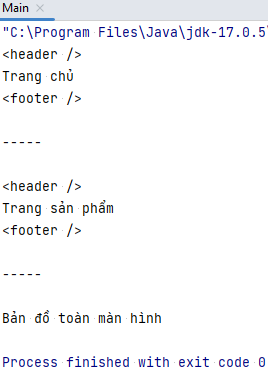 Main
"C:\Program Files\Java\jdk-17.0.5\
<header />
Trang chủ
<footer />
-----
<header />
Trang sản phẩm
<footer />
-----
Bản đồ toàn màn hình
Process finished with exit code 0